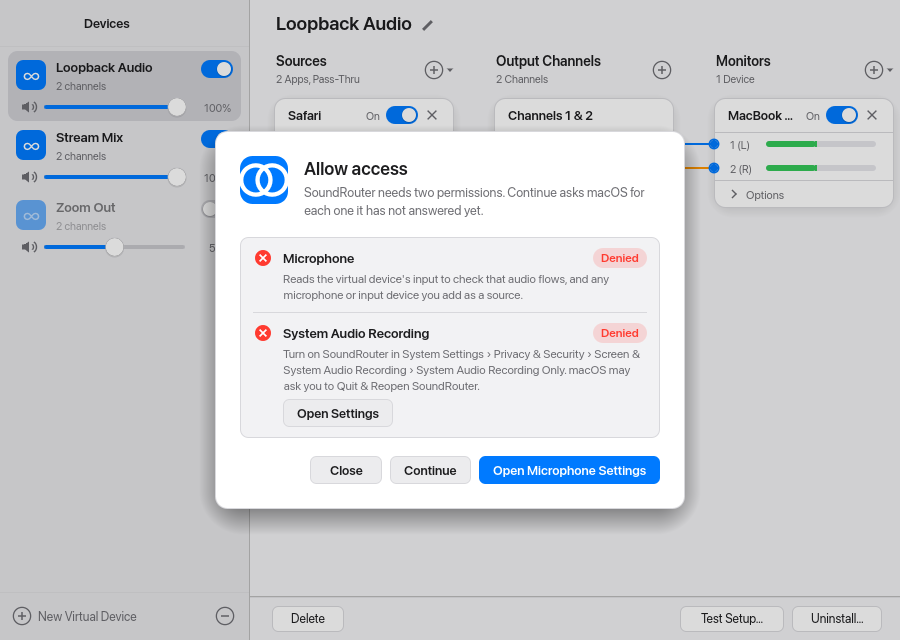 Devices
Loopback Audio
2 channels
100%
Stream Mix
2 channels
Zoom Out
2 channels
New Virtual Device
Loopback Audio
Sources
2 Apps, Pass-Thru
Output Channels
2 Channels
Monitors
1 Device
Safari
On
Channels 1 & 2
MacBook ...
On
1 (L)
2 (R)
Options
Allow access
SoundRouter needs two permissions. Continue asks macOS for
each one it has not answered yet.
Microphone
Denied
Reads the virtual device's input to check that audio flows, and any
microphone or input device you add as a source.
System Audio Recording
Denied
Turn on SoundRouter in System Settings › Privacy & Security › Screen &
System Audio Recording › System Audio Recording Only. macOS may
ask you to Quit & Reopen SoundRouter.
Open Settings
Close
Continue
Open Microphone Settings
Delete
Test Setup...
Uninstall...